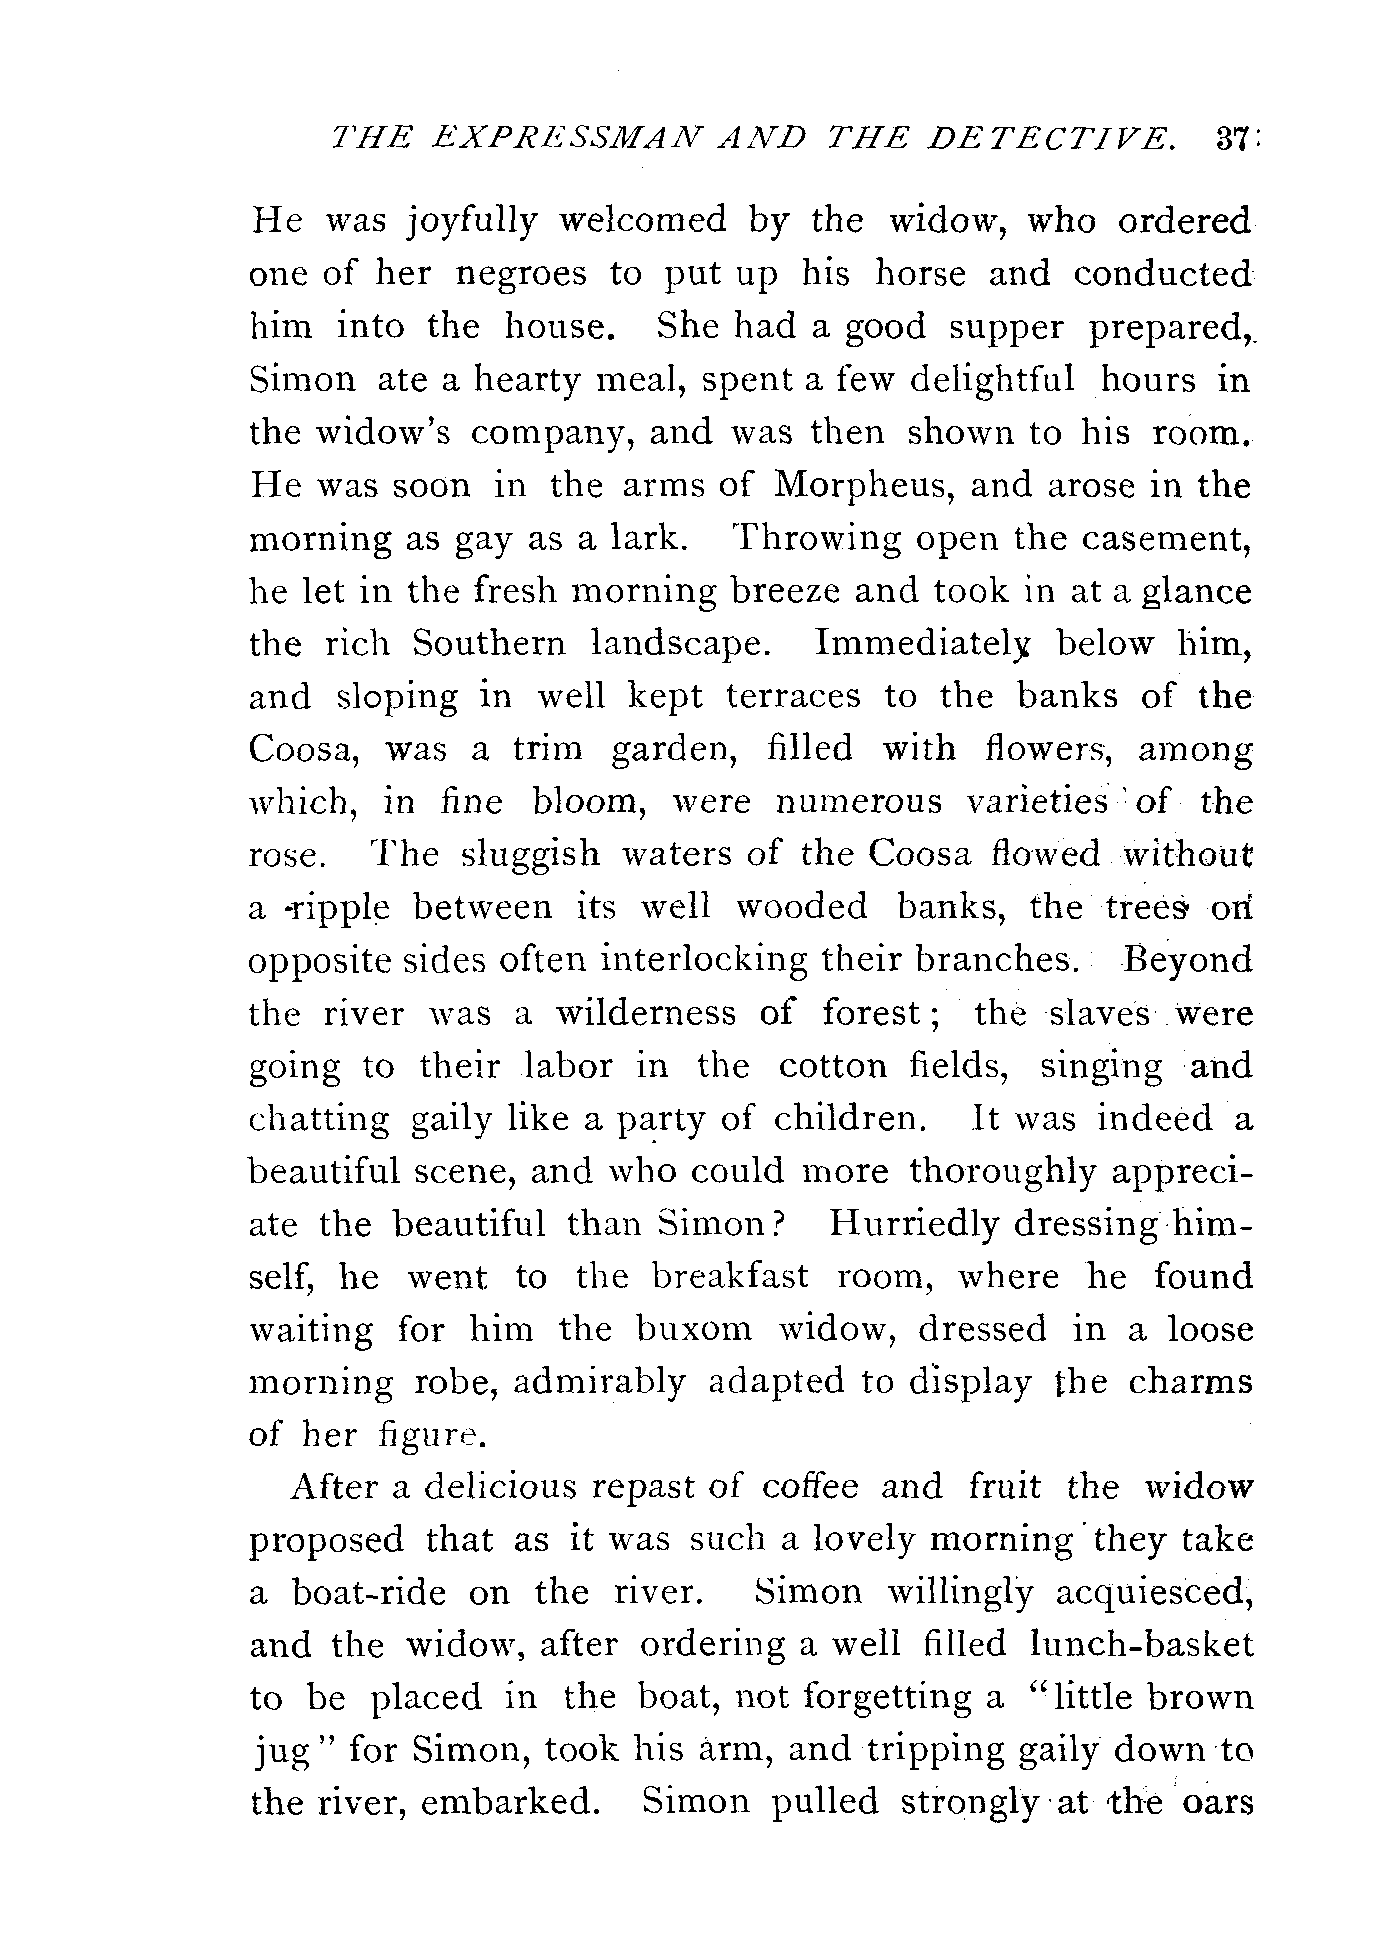 THE EXPRESSMAN AND THE DETECTIVE. 37
He was joyfully welcomed by the widow, who ordered
one of her negroes to put up his horse and conducted
him into the house. She had a good supper prepared,
Simon ate a hearty meal, spent a few delightful hours in
the widow's company, and was then shown to his room.
He was soon in the arms of Morpheus, and arose in the
morning as gay as a lark. Throwing open the casement,
he let in the fresh morning breeze and took in at a glance
the rich Southern landscape. Immediately below him,
and sloping in well kept terraces to the banks of the
Coosa, was a trim garden, filled with flowers, among
which, in fine bloom, were numerous varieties of the
rose. The sluggish waters of the Coosa flowed without
a ripple between its well wooded banks, the trees on
opposite sides often interlocking their branches. Beyond
the river was a wilderness of forest; the slaves were
going to their labor in the cotton fields, singing and
chatting gaily like a party of children. It was indeed a
beautiful scene, and who could more thoroughly appreci-
ate the beautiful than Simon? Hurriedly dressing him-
self, he went to the breakfast room, where he found
waiting for him the buxom widow, dressed in a loose
morning robe, admirably adapted to display the charms
of her figure.
After a delicious repast of coffee and fruit the widow
proposed that as it was such a lovely morning they take
a boat-ride on the river. Simon willingly acquiesced,
and the widow, after ordering a well filled lunch-basket
to be placed in the boat, not forgetting a "little brown
jug" for Simon, took his arm, and tripping gaily down to
the river, embarked. Simon pulled strongly at the oars